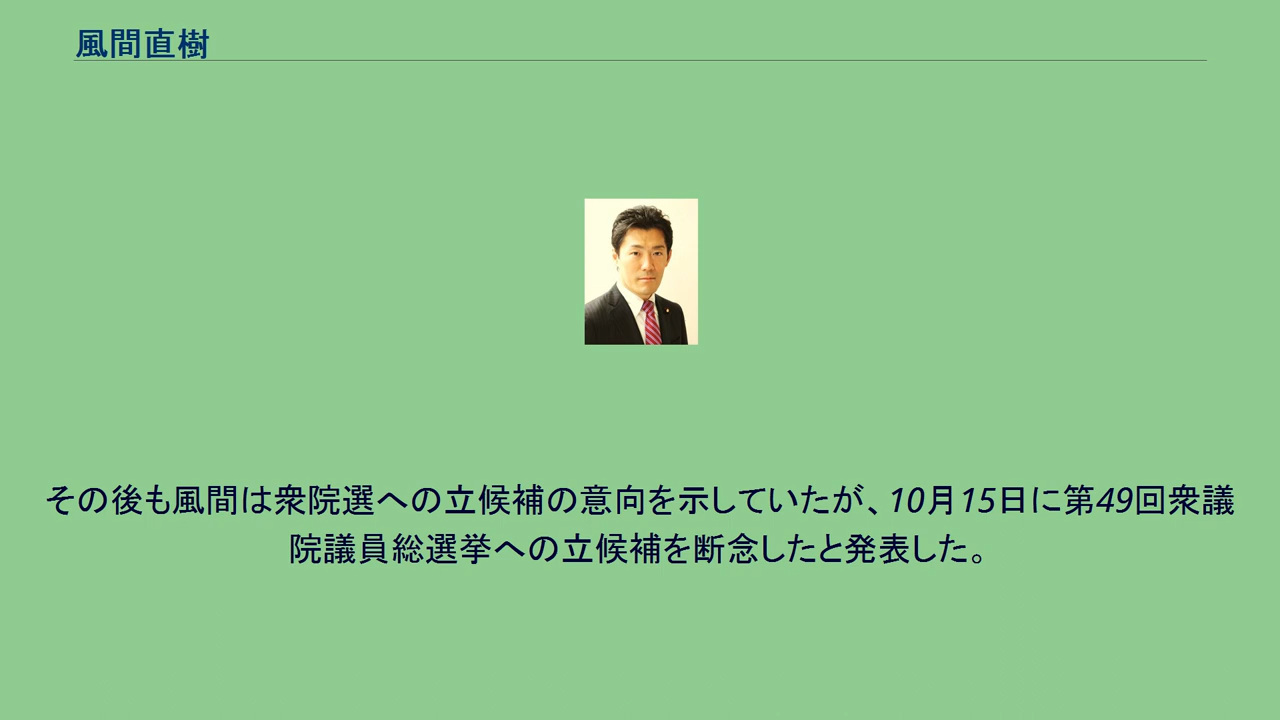 風間直樹
その後も風間は衆院選への立候補の意向を示していたが、10月15日に第49回衆議
院議員総選挙への立候補を断念したと発表した。